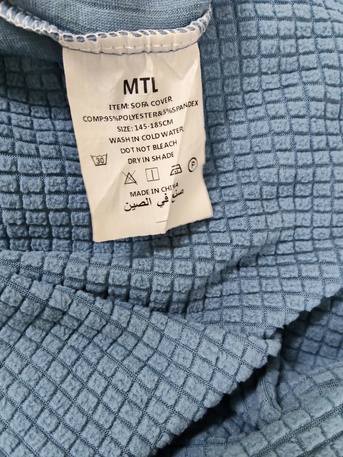 MTL
ITEM: SOFA COVER
COMP:95%POLYESTER&5%SPANDEX
SIZE: 145-185CM
WASH IN COLD WATER,
DOT NOT BLEACH
DRY IN SHADE
30
P
MADE IN CHINA
صنع في الصين